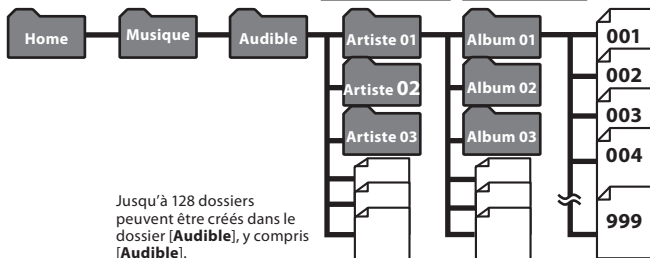 Home
Musique
Audible
Artiste 01
Album 01
001
002
Artiste 02
Album 02
003
Artiste 03
Album 03
004
999
Jusqu'à 128 dossiers
peuvent être créés dans le
dossier [Audible], y compris
[Audible].